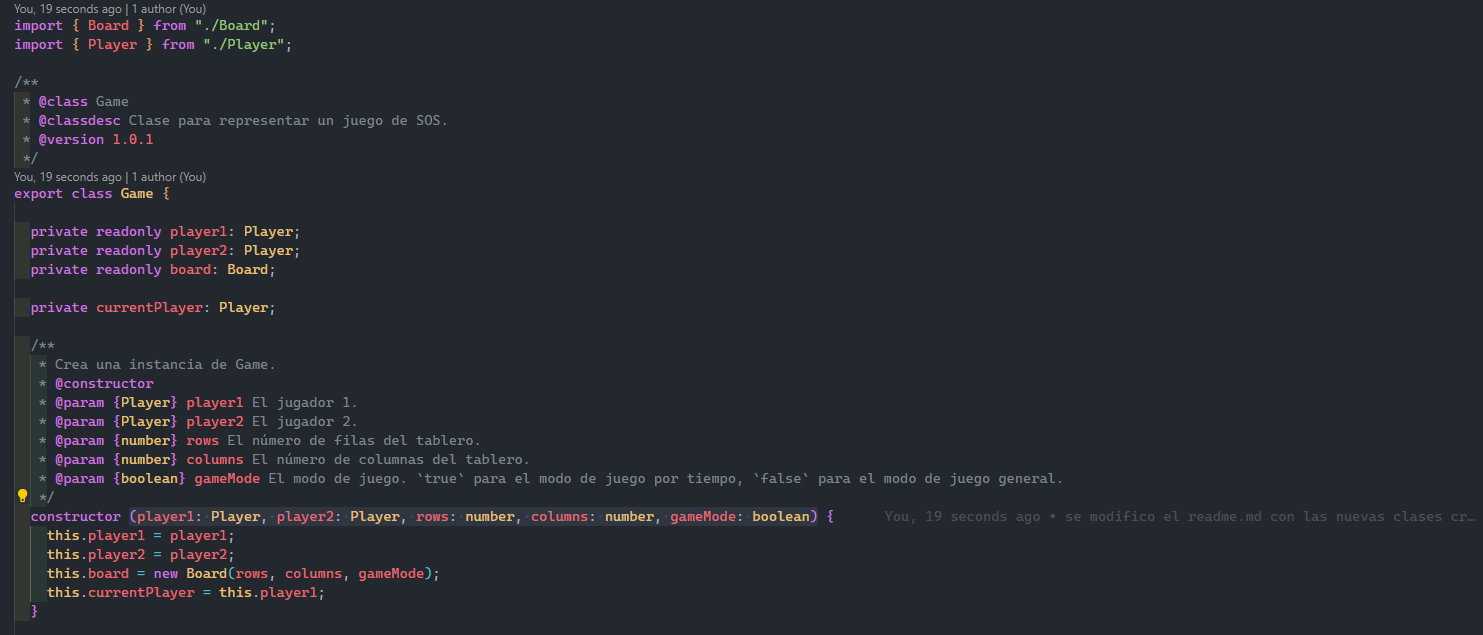 You, 19 seconds ago | 1 author (You)
import { Board } from "./Board";
import { Player } from "./Player";
/**
* @class Game
* @classdesc Clase para representar un juego de SOS.
* @version 1.0.1
*/
You, 19 seconds ago | 1 author (You)
export class Game {
private readonly player1: Player;
private readonly player2: Player;
private readonly board: Board;
private currentPlayer: Player;
/**
* Crea una instancia de Game.
* @constructor
* @param {Player} player1 El jugador 1.
* @param {Player} player2 El jugador 2.
* @param {number} rows El número de filas del tablero.
* @param {number} columns El número de columnas del tablero.
* @param {boolean} gameMode El modo de juego. `true` para el modo de juego por tiempo, `false` para el modo de juego general.
*/
constructor (player1: Player, player2: Player, rows: number, columns: number, gameMode: boolean) { You, 19 seconds ago • se modifico el readme.md con las nuevas clases cr…
this.player1 = player1;
this.player2 = player2;
this.board = new Board(rows, columns, gameMode);
this.currentPlayer = this.player1;
}